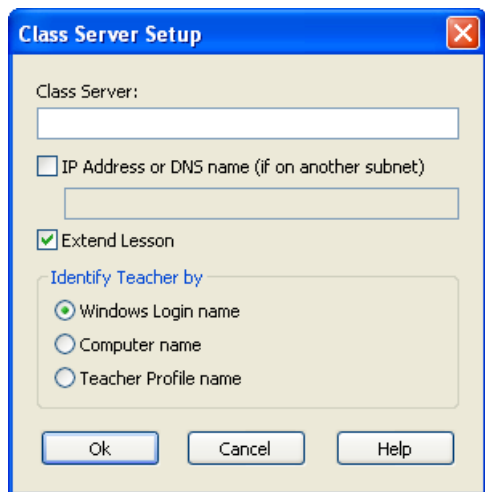 Class Server Setup
Class Server:
IP Address or DNS name (if on another subnet)
Extend Lesson
Identify Teacher by
Windows Login name
Computer name
Teacher Profile name
Ok Cancel Help